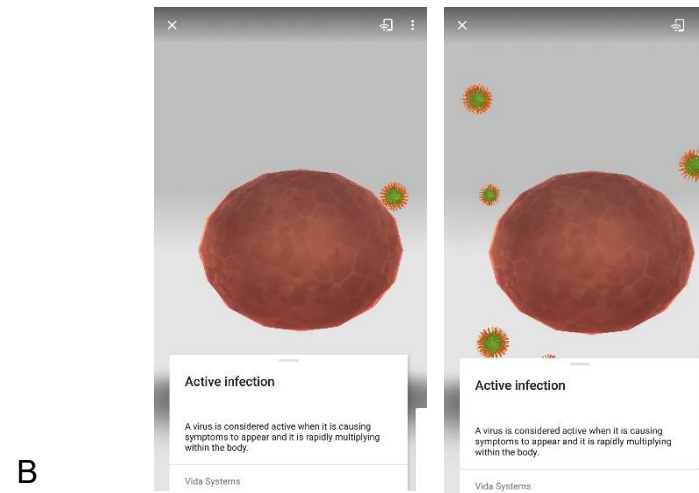 Active infection
A virus is considered active when it is causing
symptoms to appear and it is rapidly multiplying
within the body.
Vida Systems
Active infection
A virus is considered active when it is causing
symptoms to appear and it is rapidly multiplying
within the body.
Vida Systems
B